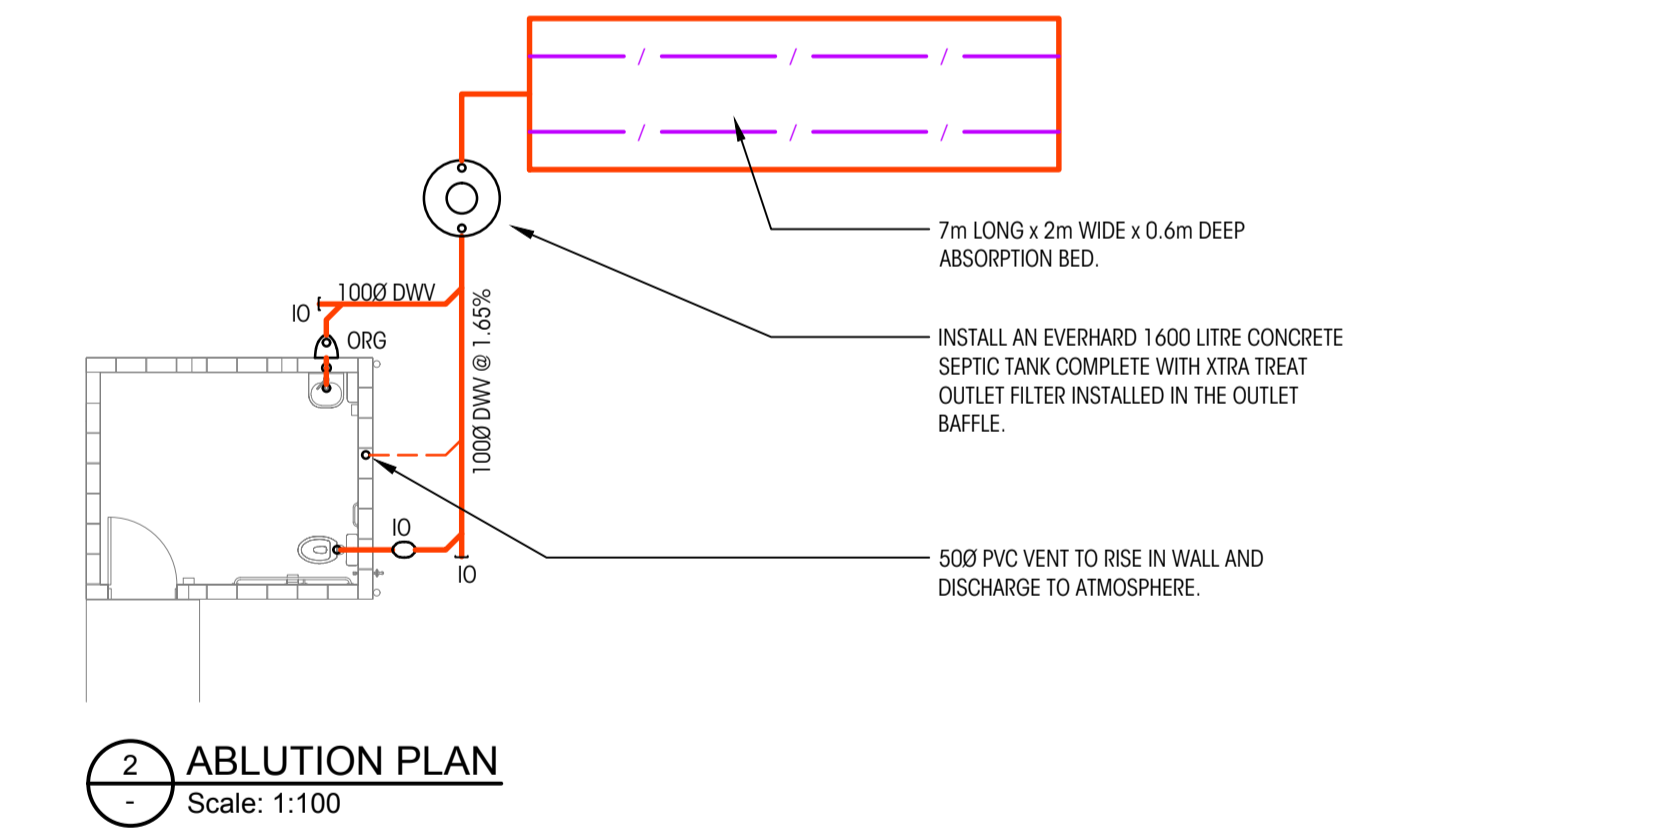 7m LONG x 2m WIDE x 0.6m DEEP
ABSORPTION BED.
INSTALL AN EVERHARD 1600 LITRE CONCRETE
SEPTIC TANK COMPLETE WITH XTRA TREAT
OUTLET FILTER INSTALLED IN THE OUTLET
BAFFLE.
100Ø DWV
IO
ORG
100Ø DWV @ 1.65%
IO
IO
50Ø PVC VENT TO RISE IN WALL AND
DISCHARGE TO ATMOSPHERE.
2
-
ABLUTION PLAN
Scale: 1:100